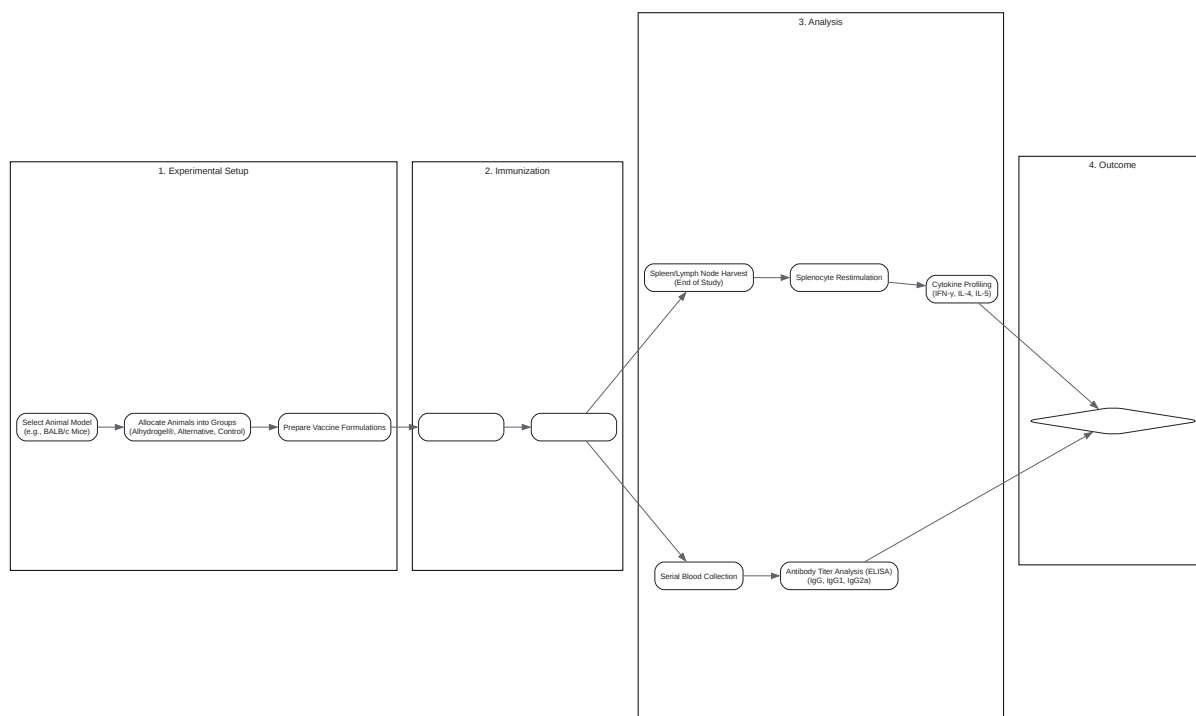 1. Experimental Setup
Select Animal Model
(e.g., BALB/c Mice)
Allocate Animals into Groups
(Alhydrogel®, Alternative, Control)
Prepare Vaccine Formulations
2. Immunization
3. Analysis
Spleen/Lymph Node Harvest
(End of Study)
Splenocyte Restimulation
Cytokine Profiling
(IFN-γ, IL-4, IL-5)
Serial Blood Collection
Antibody Titer Analysis (ELISA)
(IgG, IgG1, IgG2a)
4. Outcome